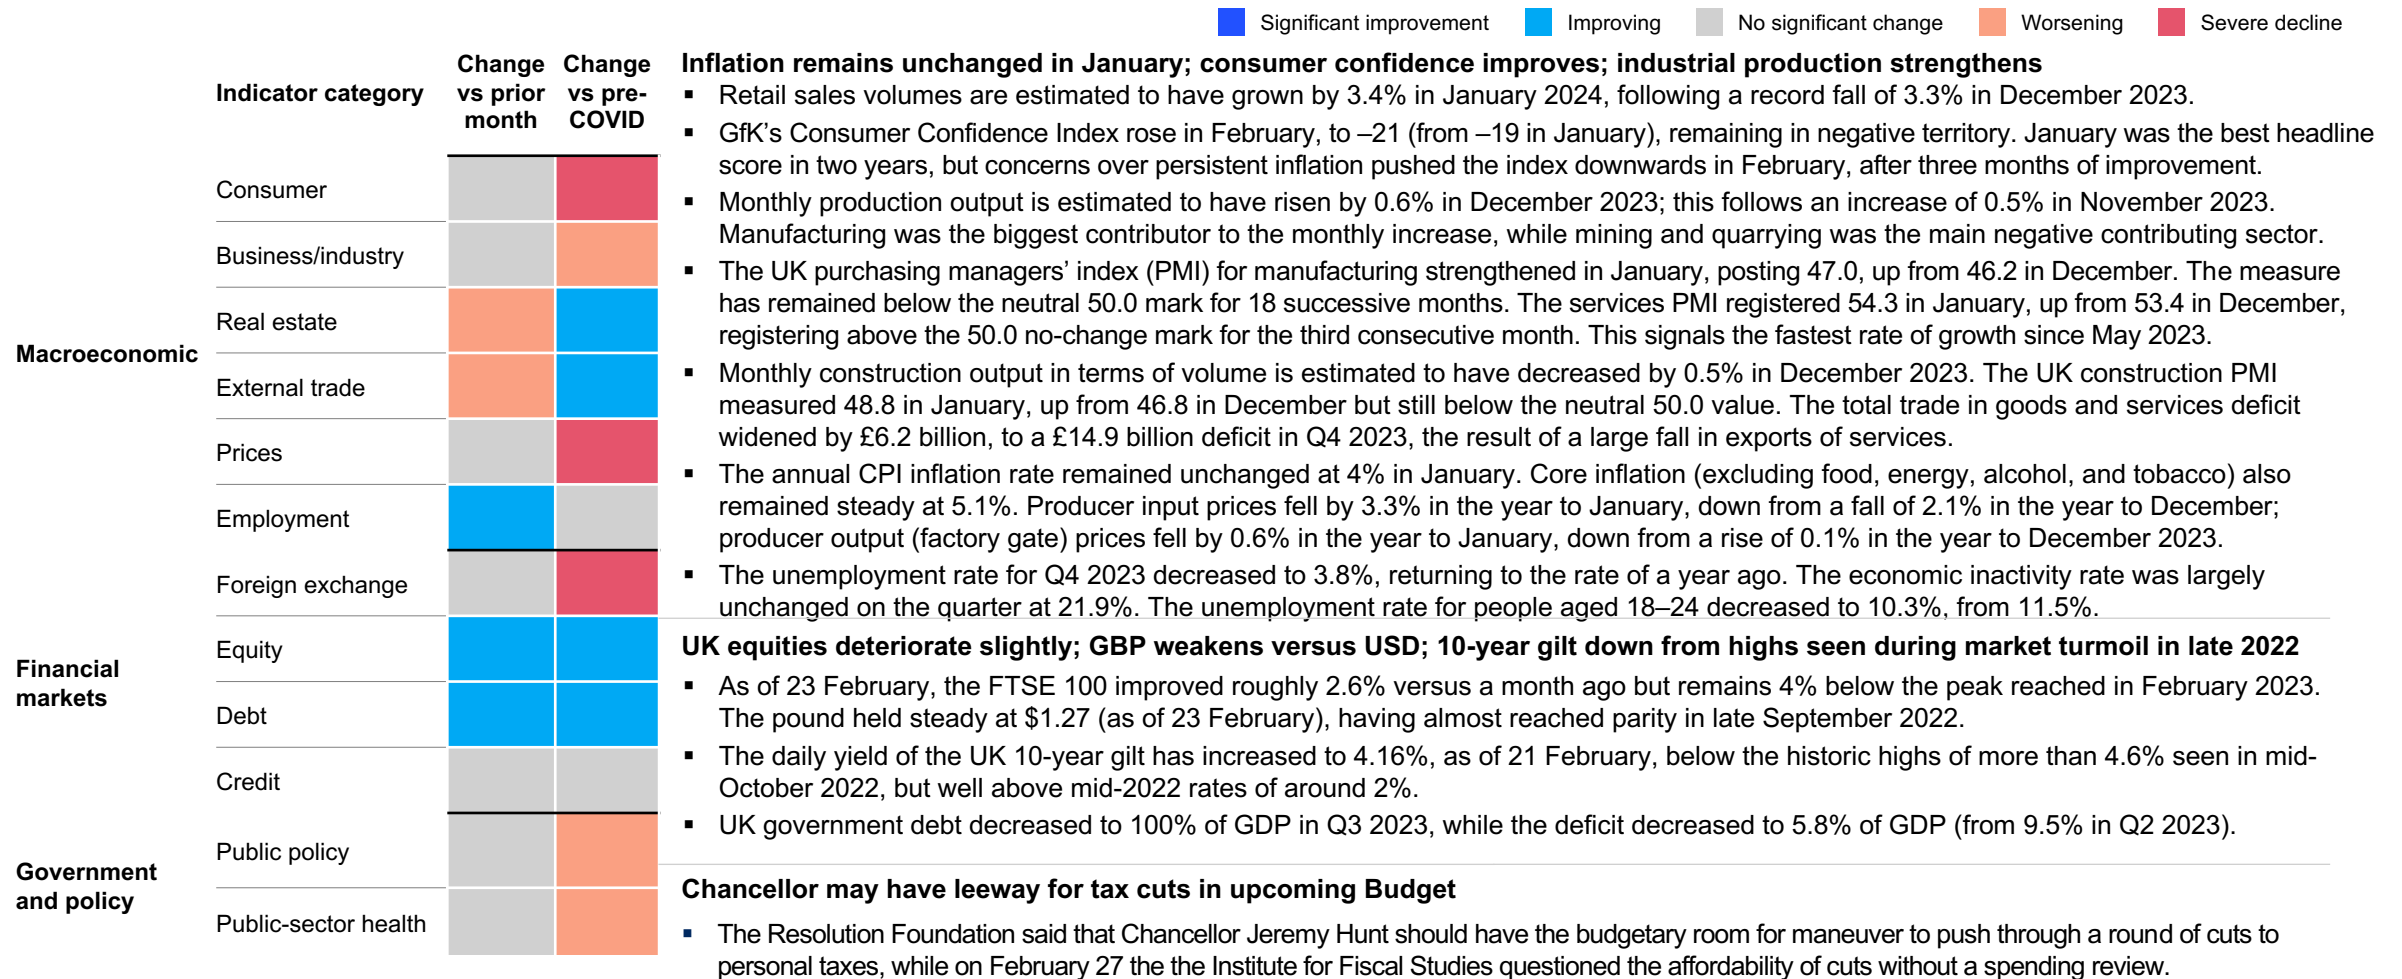 Significant improvement
Improving
No significant change
Worsening
Severe decline
Indicator category
Change
vs prior
month
Change
vs pre-
COVID
Macroeconomic
Consumer
Business/industry
Real estate
External trade
Prices
Employment
Financial
markets
Foreign exchange
Equity
Debt
Credit
Government
and policy
Public policy
Public-sector health
Inflation remains unchanged in January; consumer confidence improves; industrial production strengthens
▪ Retail sales volumes are estimated to have grown by 3.4% in January 2024, following a record fall of 3.3% in December 2023.
▪ GfK’s Consumer Confidence Index rose in February, to –21 (from –19 in January), remaining in negative territory. January was the best headline
score in two years, but concerns over persistent inflation pushed the index downwards in February, after three months of improvement.
▪ Monthly production output is estimated to have risen by 0.6% in December 2023; this follows an increase of 0.5% in November 2023.
Manufacturing was the biggest contributor to the monthly increase, while mining and quarrying was the main negative contributing sector.
▪ The UK purchasing managers’ index (PMI) for manufacturing strengthened in January, posting 47.0, up from 46.2 in December. The measure
has remained below the neutral 50.0 mark for 18 successive months. The services PMI registered 54.3 in January, up from 53.4 in December,
registering above the 50.0 no-change mark for the third consecutive month. This signals the fastest rate of growth since May 2023.
▪ Monthly construction output in terms of volume is estimated to have decreased by 0.5% in December 2023. The UK construction PMI
measured 48.8 in January, up from 46.8 in December but still below the neutral 50.0 value. The total trade in goods and services deficit
widened by £6.2 billion, to a £14.9 billion deficit in Q4 2023, the result of a large fall in exports of services.
▪ The annual CPI inflation rate remained unchanged at 4% in January. Core inflation (excluding food, energy, alcohol, and tobacco) also
remained steady at 5.1%. Producer input prices fell by 3.3% in the year to January, down from a fall of 2.1% in the year to December;
producer output (factory gate) prices fell by 0.6% in the year to January, down from a rise of 0.1% in the year to December 2023.
▪ The unemployment rate for Q4 2023 decreased to 3.8%, returning to the rate of a year ago. The economic inactivity rate was largely
unchanged on the quarter at 21.9%. The unemployment rate for people aged 18–24 decreased to 10.3%, from 11.5%.
UK equities deteriorate slightly; GBP weakens versus USD; 10-year gilt down from highs seen during market turmoil in late 2022
▪ As of 23 February, the FTSE 100 improved roughly 2.6% versus a month ago but remains 4% below the peak reached in February 2023.
The pound held steady at $1.27 (as of 23 February), having almost reached parity in late September 2022.
▪ The daily yield of the UK 10-year gilt has increased to 4.16%, as of 21 February, below the historic highs of more than 4.6% seen in mid-
October 2022, but well above mid-2022 rates of around 2%.
▪ UK government debt decreased to 100% of GDP in Q3 2023, while the deficit decreased to 5.8% of GDP (from 9.5% in Q2 2023).
Chancellor may have leeway for tax cuts in upcoming Budget
▪ The Resolution Foundation said that Chancellor Jeremy Hunt should have the budgetary room for maneuver to push through a round of cuts to
personal taxes, while on February 27 the the Institute for Fiscal Studies questioned the affordability of cuts without a spending review.